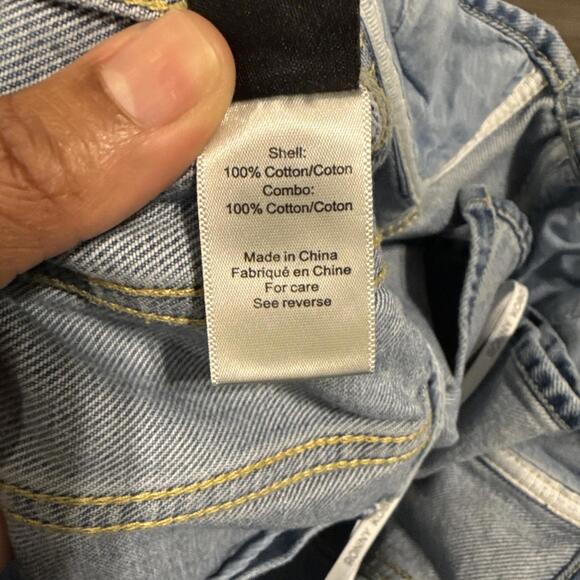 Shell:
100% Cotton/Coton
Combo:
100% Cotton/Coton
Made in China
Fabriqué en Chine
For care
See reverse